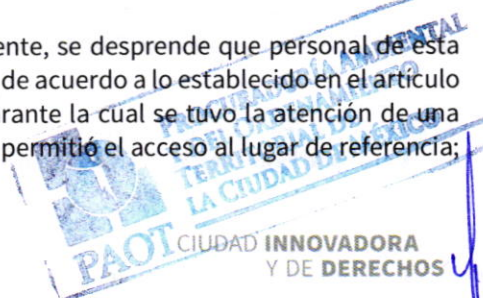 ente, se desprende que personal de esta
de acuerdo a lo establecido en el artículo
rante la cual se tuvo la atención de una
permitió el acceso al lugar de referencia;
PROCURADURÍA AMBIENTAL
Y DEL ORDENAMIENTO
TERRITORIAL DE
LA CIUDAD DE MÉXICO
PAOT
CIUDAD INNOVADORA
Y DE DERECHOS